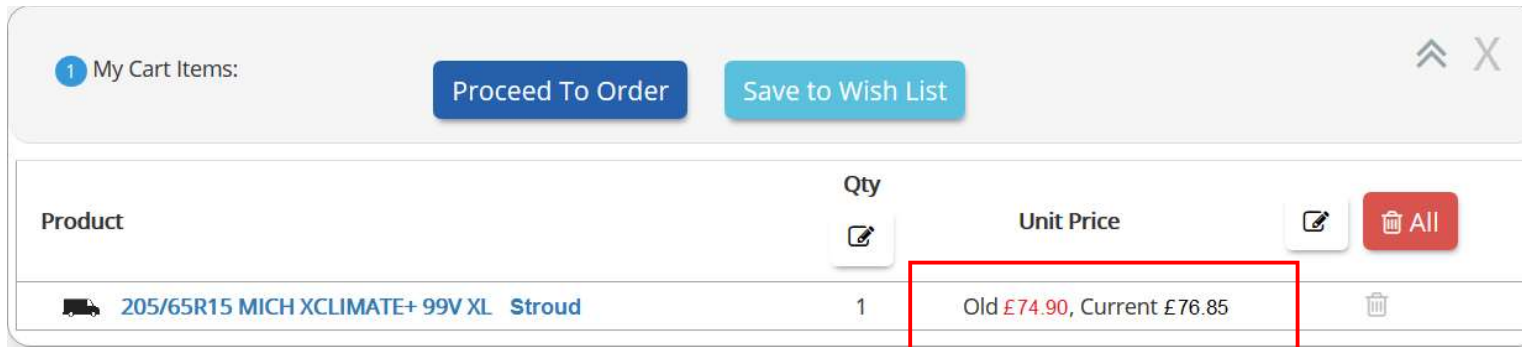 1 My Cart Items:
Proceed To Order
Save to Wish List
X
Product
Qty
Unit Price
All
205/65R15 MICH XCLIMATE+ 99V XL Stroud
1
Old £74.90, Current £76.85